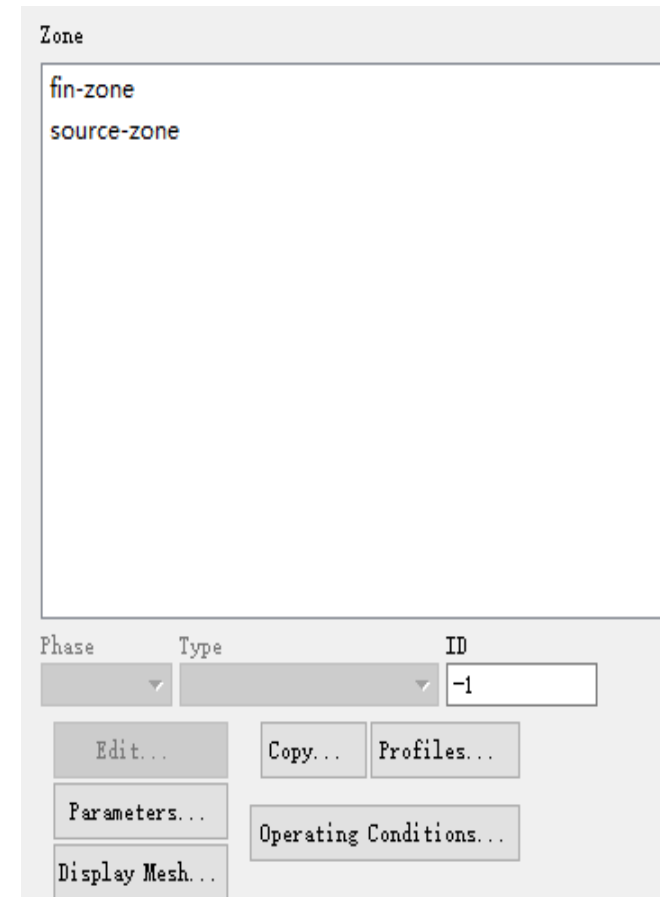 Zone
fin-zone
source-zone
Phase Type ID
-1
Edit... Copy... Profiles...
Parameters...
Operating Conditions...
Display Mesh...